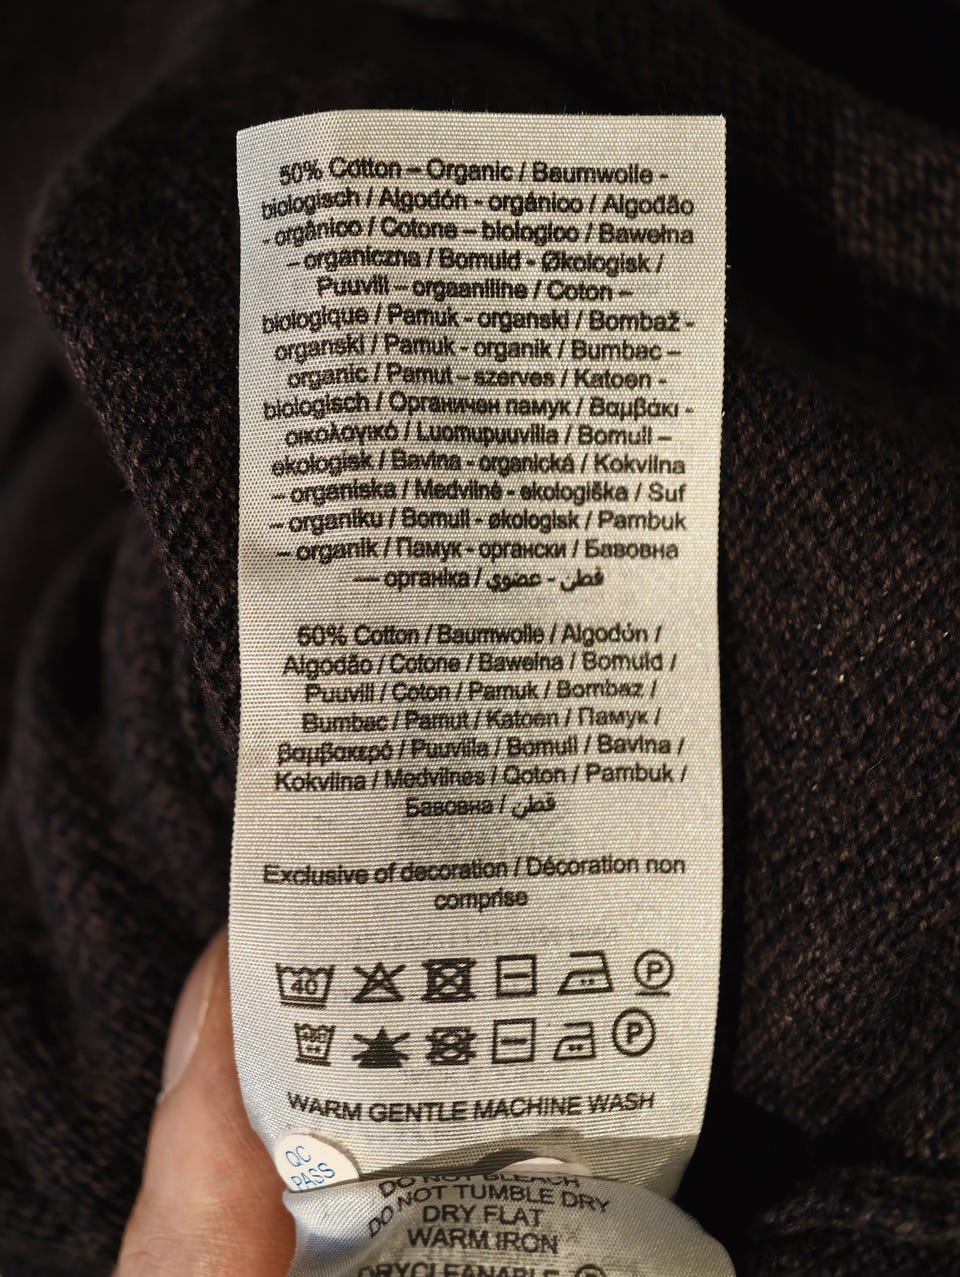 50% Cotton – Organic / Baumwolle -
biologisch / Algodón - orgánico / Algodão
- orgânico / Cotone – biologico / Bawełna
– organiczna / Bomuld - Økologisk /
Puuvill – orgaaniline / Coton –
biologique / Pamuk - organski / Bombaž -
organski / Pamuk - organik / Bumbac –
organic / Pamut – szerves / Katoen -
biologisch / Органичен памук / Βαμβάκι -
οικολογικό / Luomupuuvilla / Bomull –
ekologisk / Bavlna - organická / Kokvilna
– organiska / Medvilnė - ekologiška / Suf
– organiku / Bomull - økologisk / Pambuk
– organik / Памук - органски / Бавовна
— органіка / قطن - عضوي
50% Cotton / Baumwolle / Algodón /
Algodão / Cotone / Bawełna / Bomuld /
Puuvill / Coton / Pamuk / Bombaz /
Bumbac / Pamut / Katoen / Памук /
βαμβακερό / Puuvilla / Bomull / Bavlna /
Kokvilna / Medvilnes / Qoton / Pambuk /
Бавовна / قطن
Exclusive of decoration / Décoration non
comprise
40 P
P
WARM GENTLE MACHINE WASH
QC
PASS
DO NOT BLEACH
DO NOT TUMBLE DRY
DRY FLAT
WARM IRON
DRYCLEANABLE P